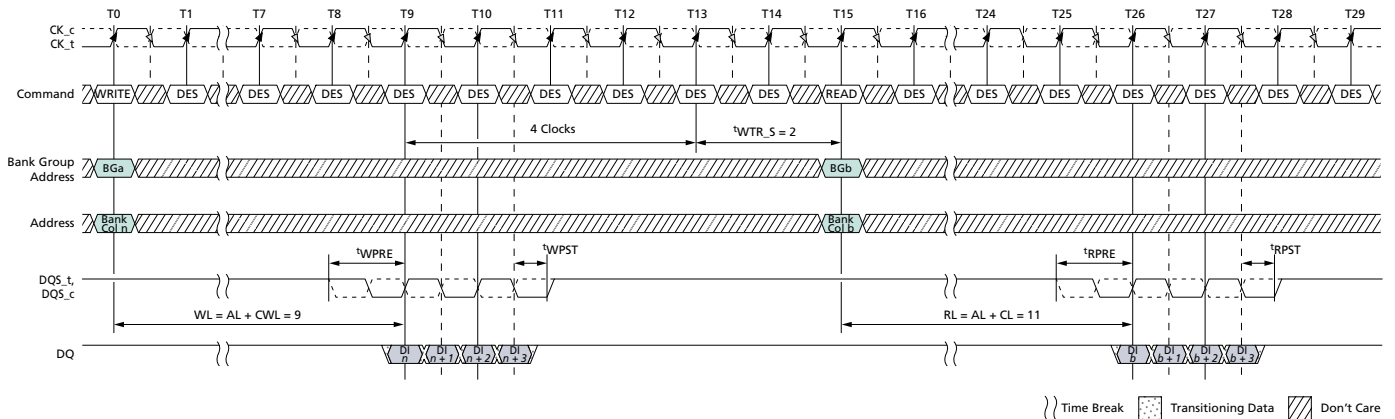 T0 T1 T7 T8 T9 T10 T11 T12 T13 T14 T15 T16 T24 T25 T26 T27 T28 T29
CK_c
CK_t
Command WRITE DES DES DES DES DES DES DES DES DES READ DES DES DES DES DES DES DES
4 Clocks tWTR_S = 2
Bank Group
Address BGa BGb
Address Bank Col n Bank Col b
tWPRE tWPST tRPRE tRPST
DQS_t,
DQS_c
WL = AL + CWL = 9 RL = AL + CL = 11
DQ DI n DI n + 1 DI n + 2 DI n + 3 DI b DI b + 1 DI b + 2 DI b + 3
Time Break Transitioning Data Don't Care